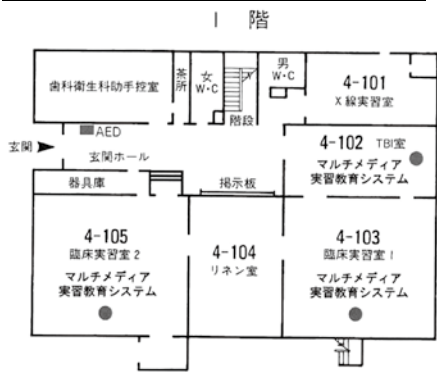 1 階
歯科衛生科助手控室
茶所
女
W・C
階段
男
W・C
4-101
X線実習室
AED
玄関
玄関ホール
4-102 TBI室
マルチメディア
実習教育システム
器具庫
掲示板
4-105
臨床実習室2
マルチメディア
実習教育システム
4-104
リネン室
4-103
臨床実習室1
マルチメディア
実習教育システム